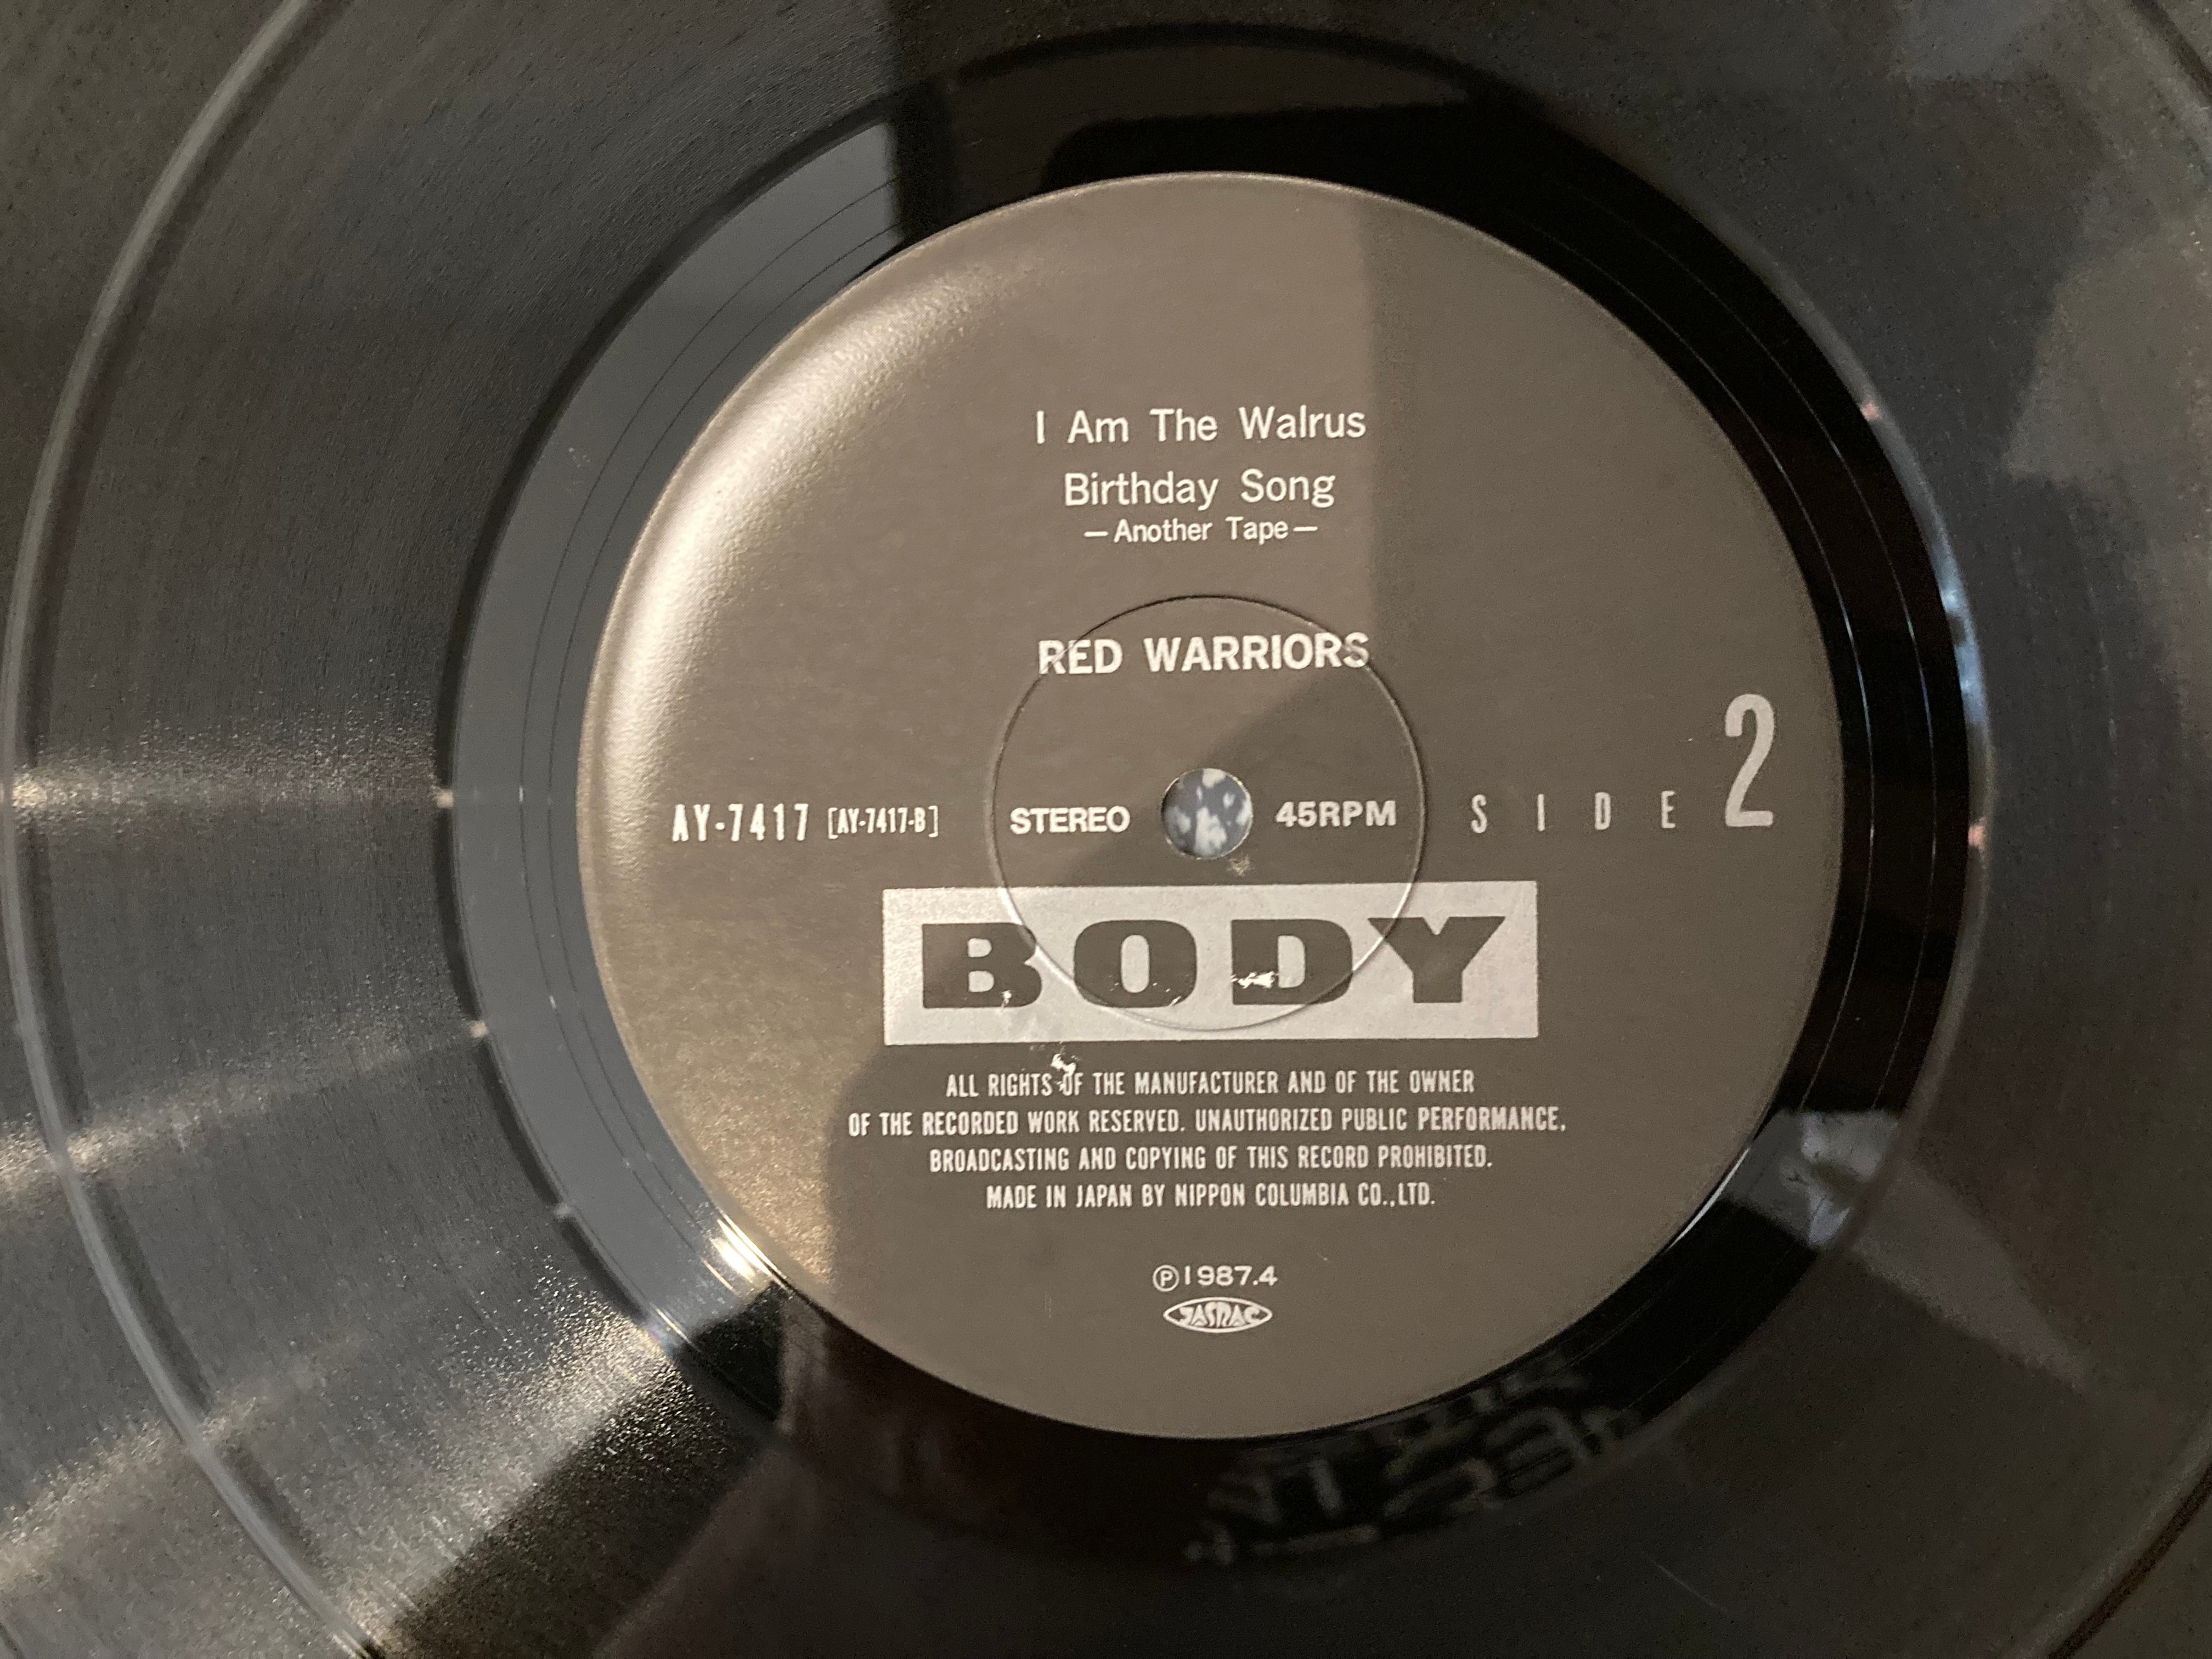 I Am The Walrus
Birthday Song
—Another Tape—
RED WARRIORS
AY-7417 [AY-7417-B] STEREO 45RPM SIDE 2
BODY
ALL RIGHTS OF THE MANUFACTURER AND OF THE OWNER
OF THE RECORDED WORK RESERVED. UNAUTHORIZED PUBLIC PERFORMANCE,
BROADCASTING AND COPYING OF THIS RECORD PROHIBITED.
MADE IN JAPAN BY NIPPON COLUMBIA CO.,LTD.
Ⓟ1987.4
JASRAC